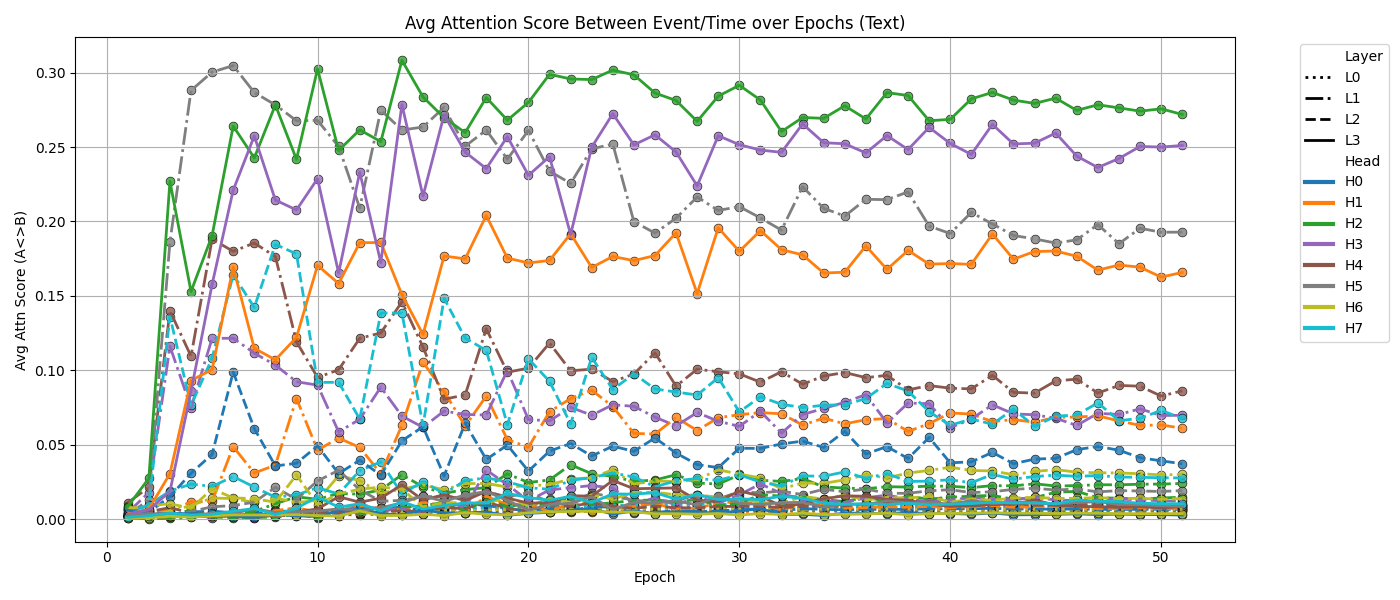 Avg Attention Score Between Event/Time over Epochs (Text)
Avg Attn Score (A<>B)
0.30
0.25
0.20
0.15
0.10
0.05
0.00
0
10
20
30
40
50
Epoch
Layer
L0
L1
L2
L3
Head
H0
H1
H2
H3
H4
H5
H6
H7